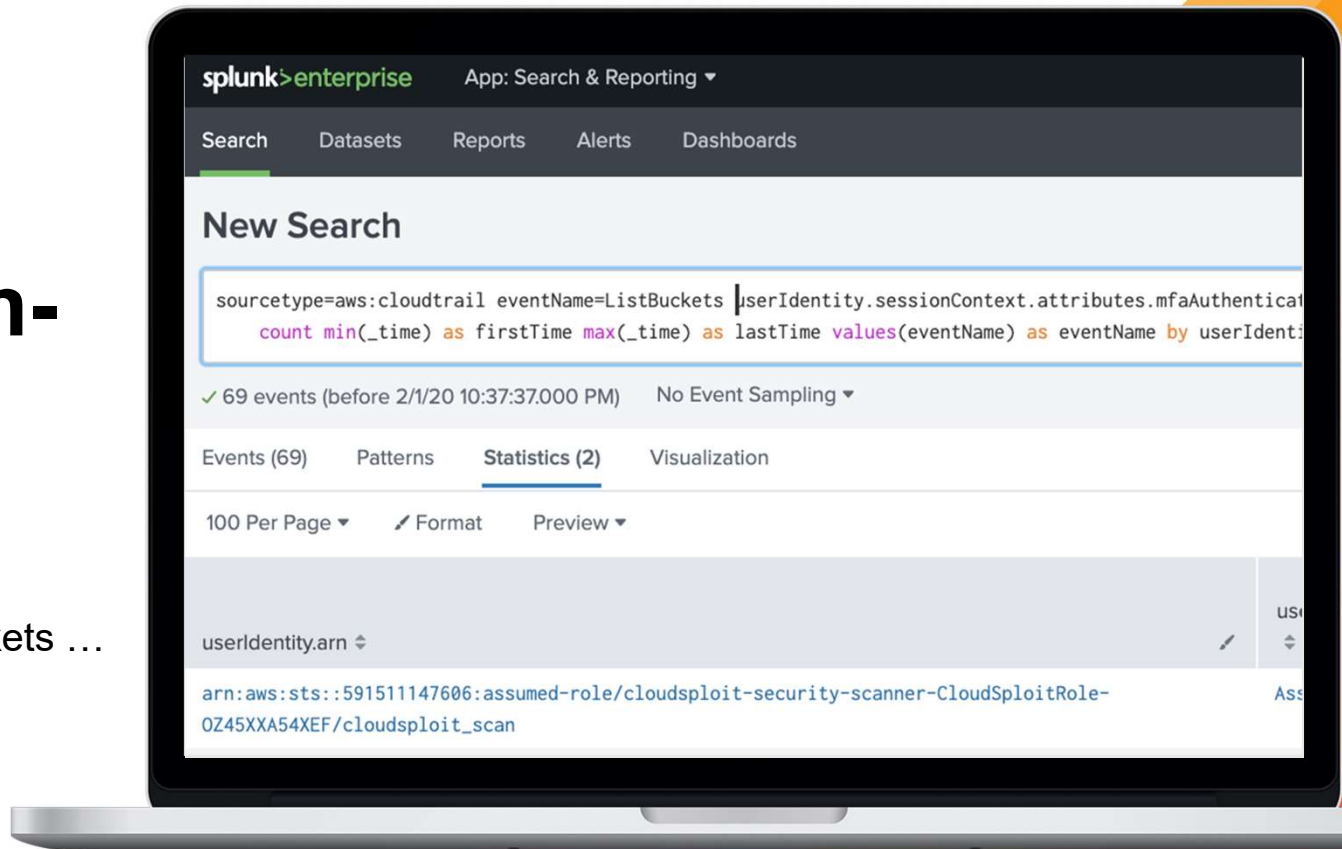 n-
kets …
splunk>enterprise App: Search & Reporting
Search Datasets Reports Alerts Dashboards
New Search
sourcetype=aws:cloudtrail eventName=ListBuckets userIdentity.sessionContext.attributes.mfaAuthenticat
count min(_time) as firstTime max(_time) as lastTime values(eventName) as eventName by userIdenti
✓ 69 events (before 2/1/20 10:37:37.000 PM) No Event Sampling
Events (69) Patterns Statistics (2) Visualization
100 Per Page Format Preview
use
userIdentity.arn
arn:aws:sts::591511147606:assumed-role/cloudsploit-security-scanner-CloudSploitRole- Ass
OZ45XXA54XEF/cloudsploit_scan